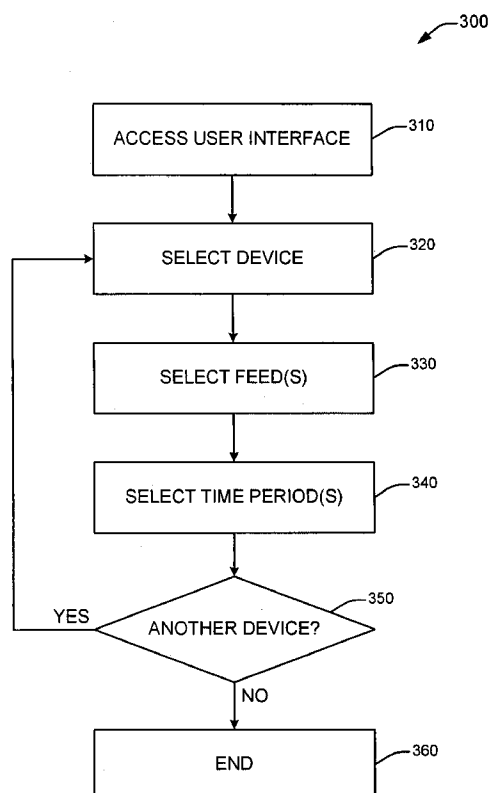 300
ACCESS USER INTERFACE
310
SELECT DEVICE
320
SELECT FEED(S)
330
SELECT TIME PERIOD(S)
340
ANOTHER DEVICE?
350
YES
NO
END
360